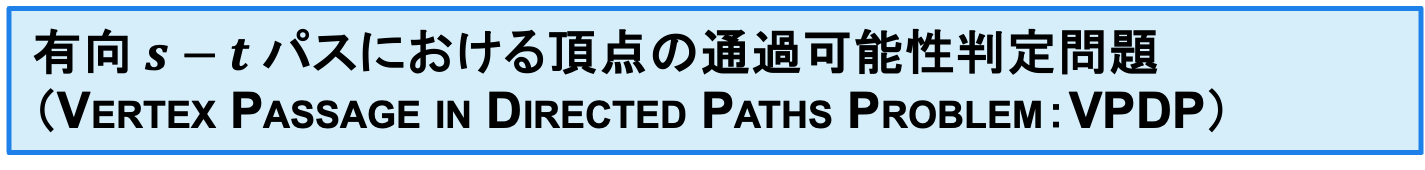 有向 s − t パスにおける頂点の通過可能性判定問題
（VERTEX PASSAGE IN DIRECTED PATHS PROBLEM：VPDP）